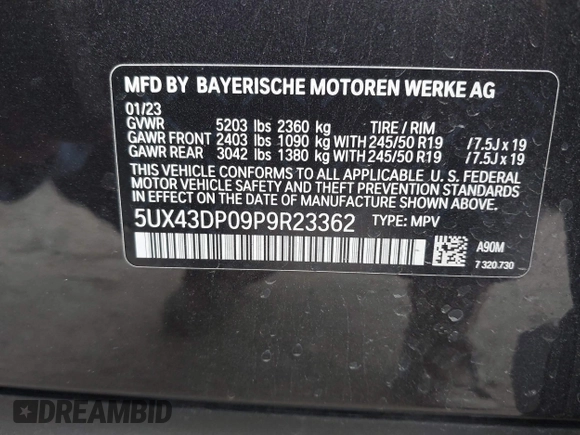 MFD BY BAYERISCHE MOTOREN WERKE AG
01/23
GVWR 5203 lbs 2360 kg TIRE / RIM
GAWR FRONT 2403 lbs 1090 kg WITH 245/50 R19 /7.5J x 19
GAWR REAR 3042 lbs 1380 kg WITH 245/50 R19 /7.5J x 19
THIS VEHICLE CONFORMS TO ALL APPLICABLE U. S. FEDERAL
MOTOR VEHICLE SAFETY AND THEFT PREVENTION STANDARDS
IN EFFECT ON THE DATE OF MANUFACTURE SHOWN ABOVE.
5UX43DP09P9R23362 TYPE: MPV
A90M
7 320.730
DREAMBID